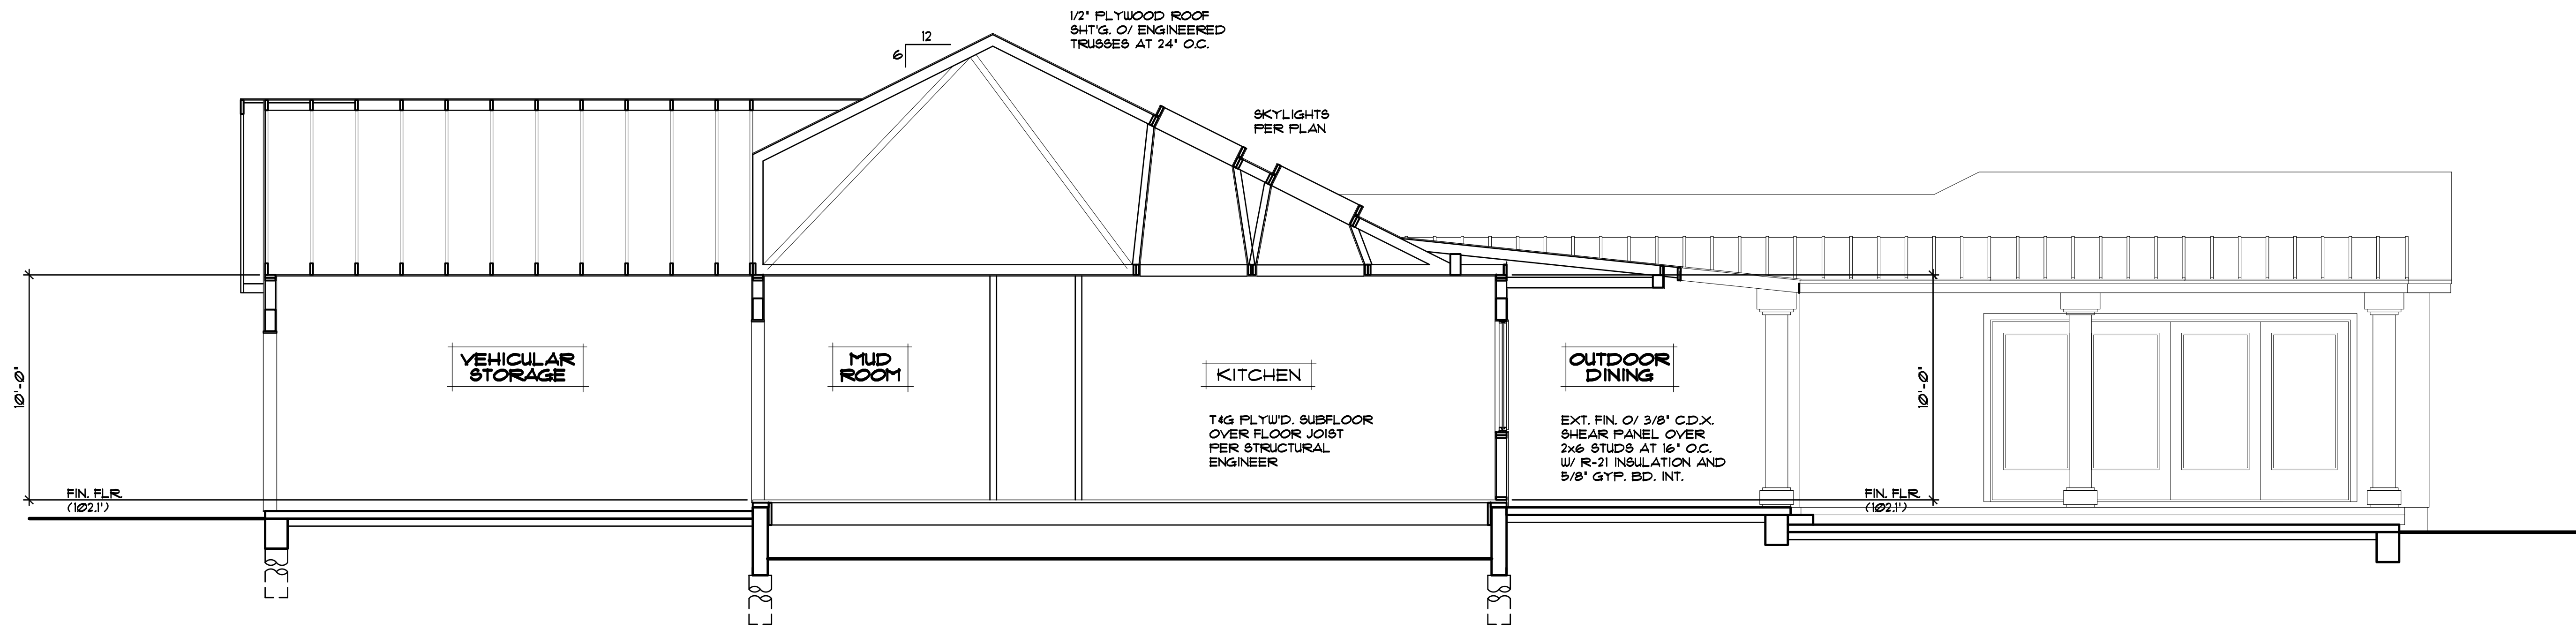 1/2" PLYWOOD ROOF
SHT'G. O/ ENGINEERED
TRUSSES AT 24" O.C.
12
6
SKYLIGHTS
PER PLAN
VEHICULAR
STORAGE
MUD
ROOM
KITCHEN
OUTDOOR
DINING
10'-0"
10'-0"
T&G PLYW'D. SUBFLOOR
OVER FLOOR JOIST
PER STRUCTURAL
ENGINEER
EXT. FIN. O/ 3/8" C.D.X.
SHEAR PANEL OVER
2x6 STUDS AT 16" O.C.
W/ R-21 INSULATION AND
5/8" GYP. BD. INT.
FIN. FLR.
(102.1')
FIN. FLR.
(102.1')